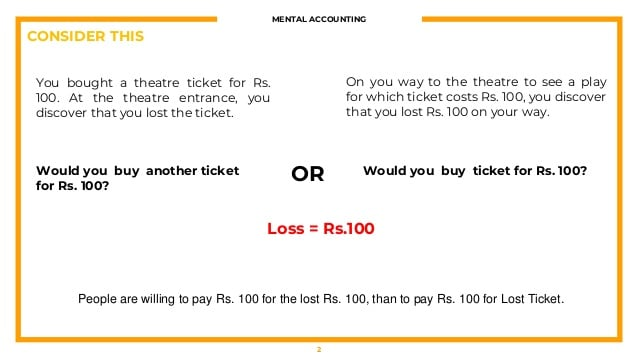 MENTAL ACCOUNTING
CONSIDER THIS
You bought a theatre ticket for Rs.
100. At the theatre entrance, you
discover that you lost the ticket.
Would you buy another ticket
for Rs. 100?
OR
On you way to the theatre to see a play
for which ticket costs Rs. 100, you discover
that you lost Rs. 100 on your way.
Would you buy ticket for Rs. 100?
Loss = Rs.100
People are willing to pay Rs. 100 for the lost Rs. 100, than to pay Rs. 100 for Lost Ticket.
2